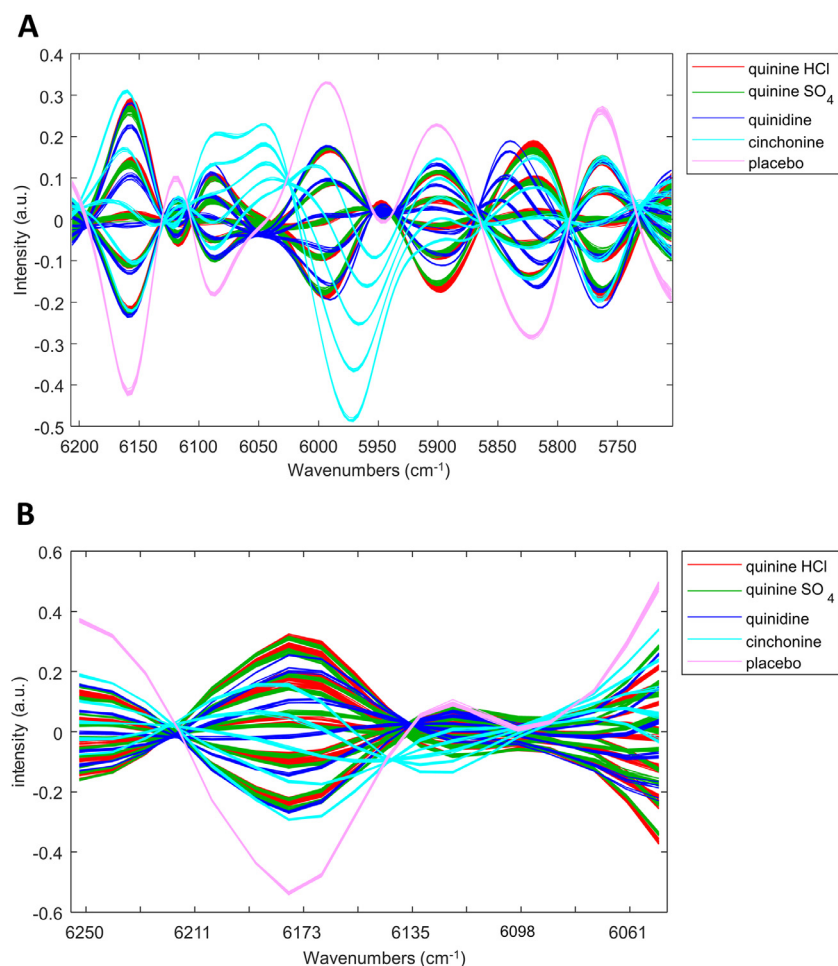 A
0.4
0.3
0.2
0.1
0
-0.1
-0.2
-0.3
-0.4
-0.5
Intensity (a.u.)
6200 6150 6100 6050 6000 5950 5900 5850 5800 5750
Wavenumbers (cm-1)
quinine HCl
quinine SO4
quinidine
cinchonine
placebo
B
0.6
0.4
0.2
0
-0.2
-0.4
-0.6
intensity (a.u.)
6250 6211 6173 6135 6098 6061
Wavenumbers (cm-1)
quinine HCl
quinine SO4
quinidine
cinchonine
placebo